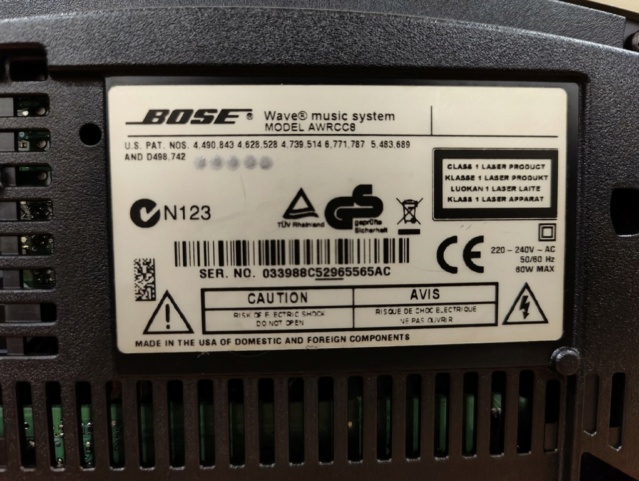 BOSE ® Wave® music system
MODEL AWRCC8
U.S. PAT. NOS. 4,490,843 4,628,528 4,739,514 6,771,787 5,483,689
AND D498,742
CLASS 1 LASER PRODUCT
KLASSE 1 LASER PRODUKT
LUOKAN 1 LASER LAITE
KLASS 1 LASER APPARAT
N123
TÜV Rheinland
GS
geprüfte
Sicherheit
CE
220 - 240V ~ AC
50/60 Hz
60W MAX
SER. NO. 033988C52965565AC
CAUTION
RISK OF ELECTRIC SHOCK
DO NOT OPEN
AVIS
RISQUE DE CHOC ELECTRIQUE
NE PAS OUVRIR
MADE IN THE USA OF DOMESTIC AND FOREIGN COMPONENTS